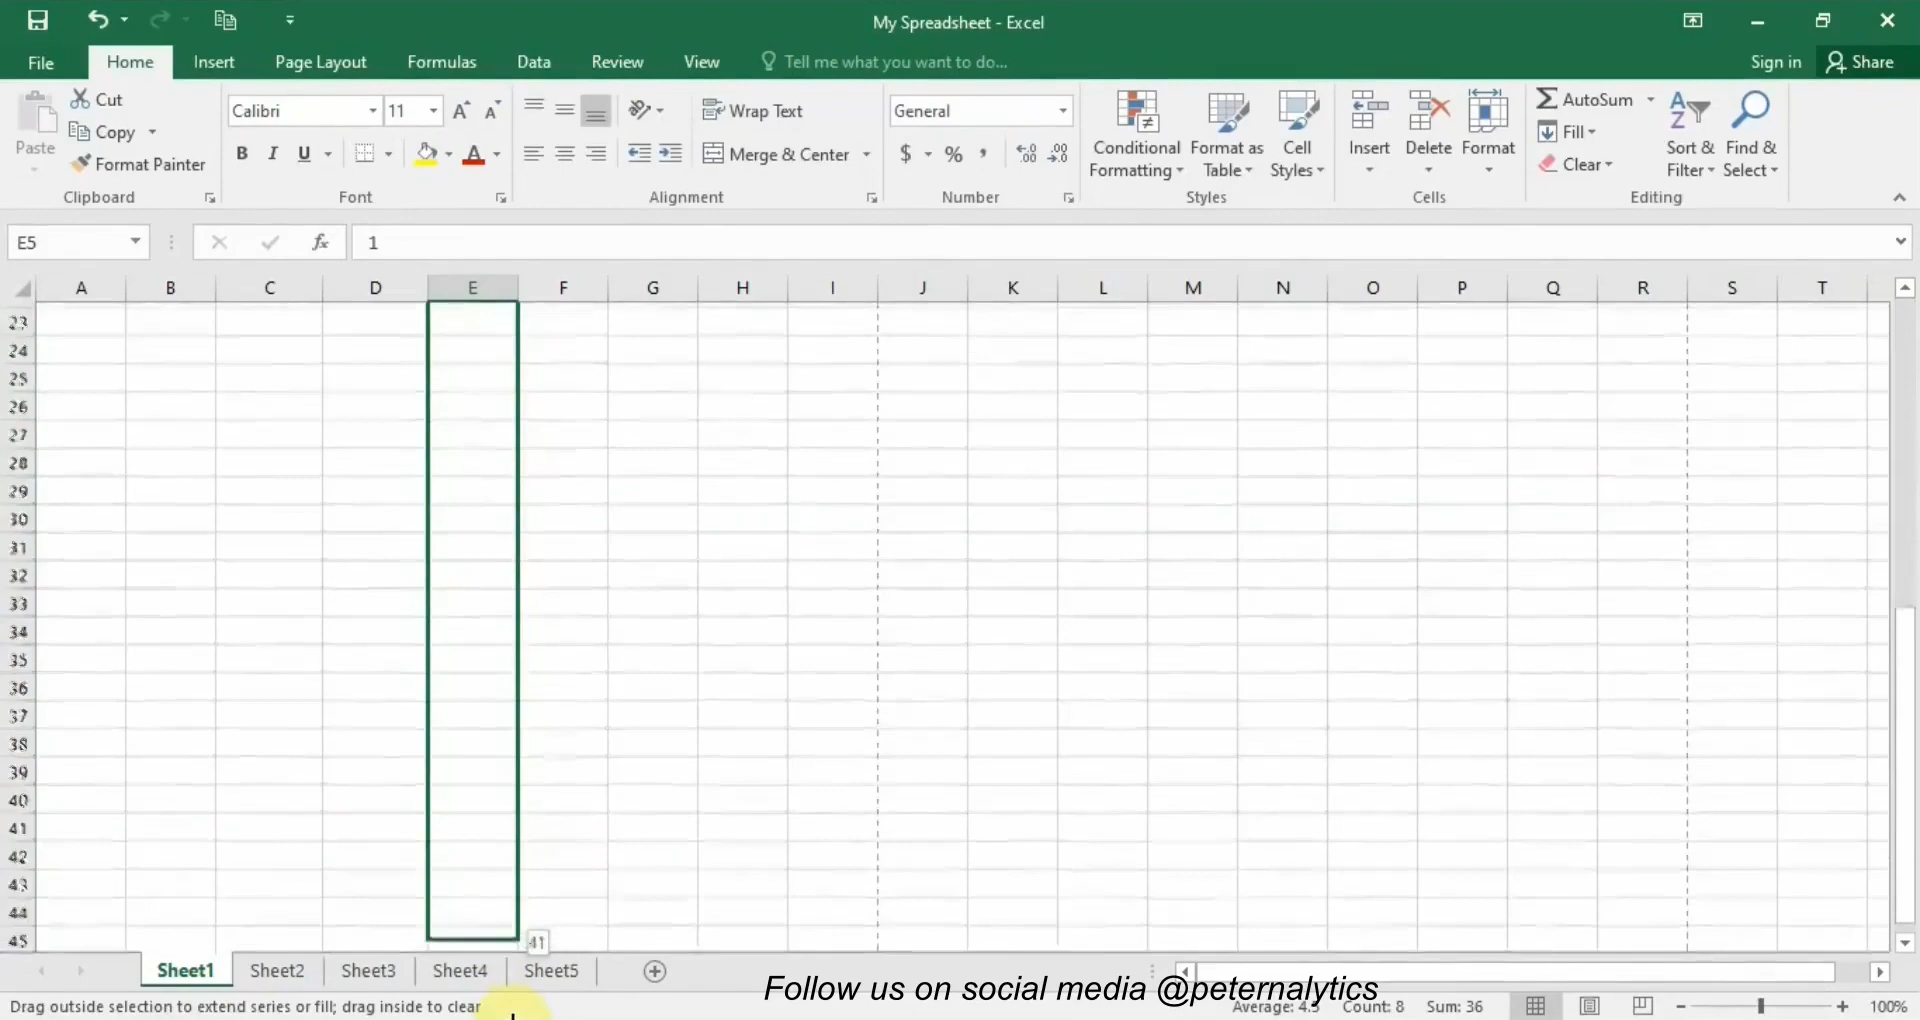 My Spreadsheet - Excel
File Home Insert Page Layout Formulas Data Review View Tell me what you want to do... Sign in Share
Cut
Copy
Format Painter
Paste
Clipboard
Calibri 11
B I U
Font
Wrap Text
Merge & Center
Alignment
General
$ %
Number
Conditional Formatting
Format as Table
Cell Styles
Styles
Insert Delete Format
Cells
AutoSum
Fill
Clear
Sort & Filter
Find & Select
Editing
E5 fx 1
A B C D E F G H I J K L M N O P Q R S T
23
24
25
26
27
28
29
30
31
32
33
34
35
36
37
38
39
40
41
42
43
44
45
41
Sheet1 Sheet2 Sheet3 Sheet4 Sheet5
Follow us on social media @peternalytics
Drag outside selection to extend series or fill; drag inside to clear
Average: 4.5 Count: 8 Sum: 36 100%